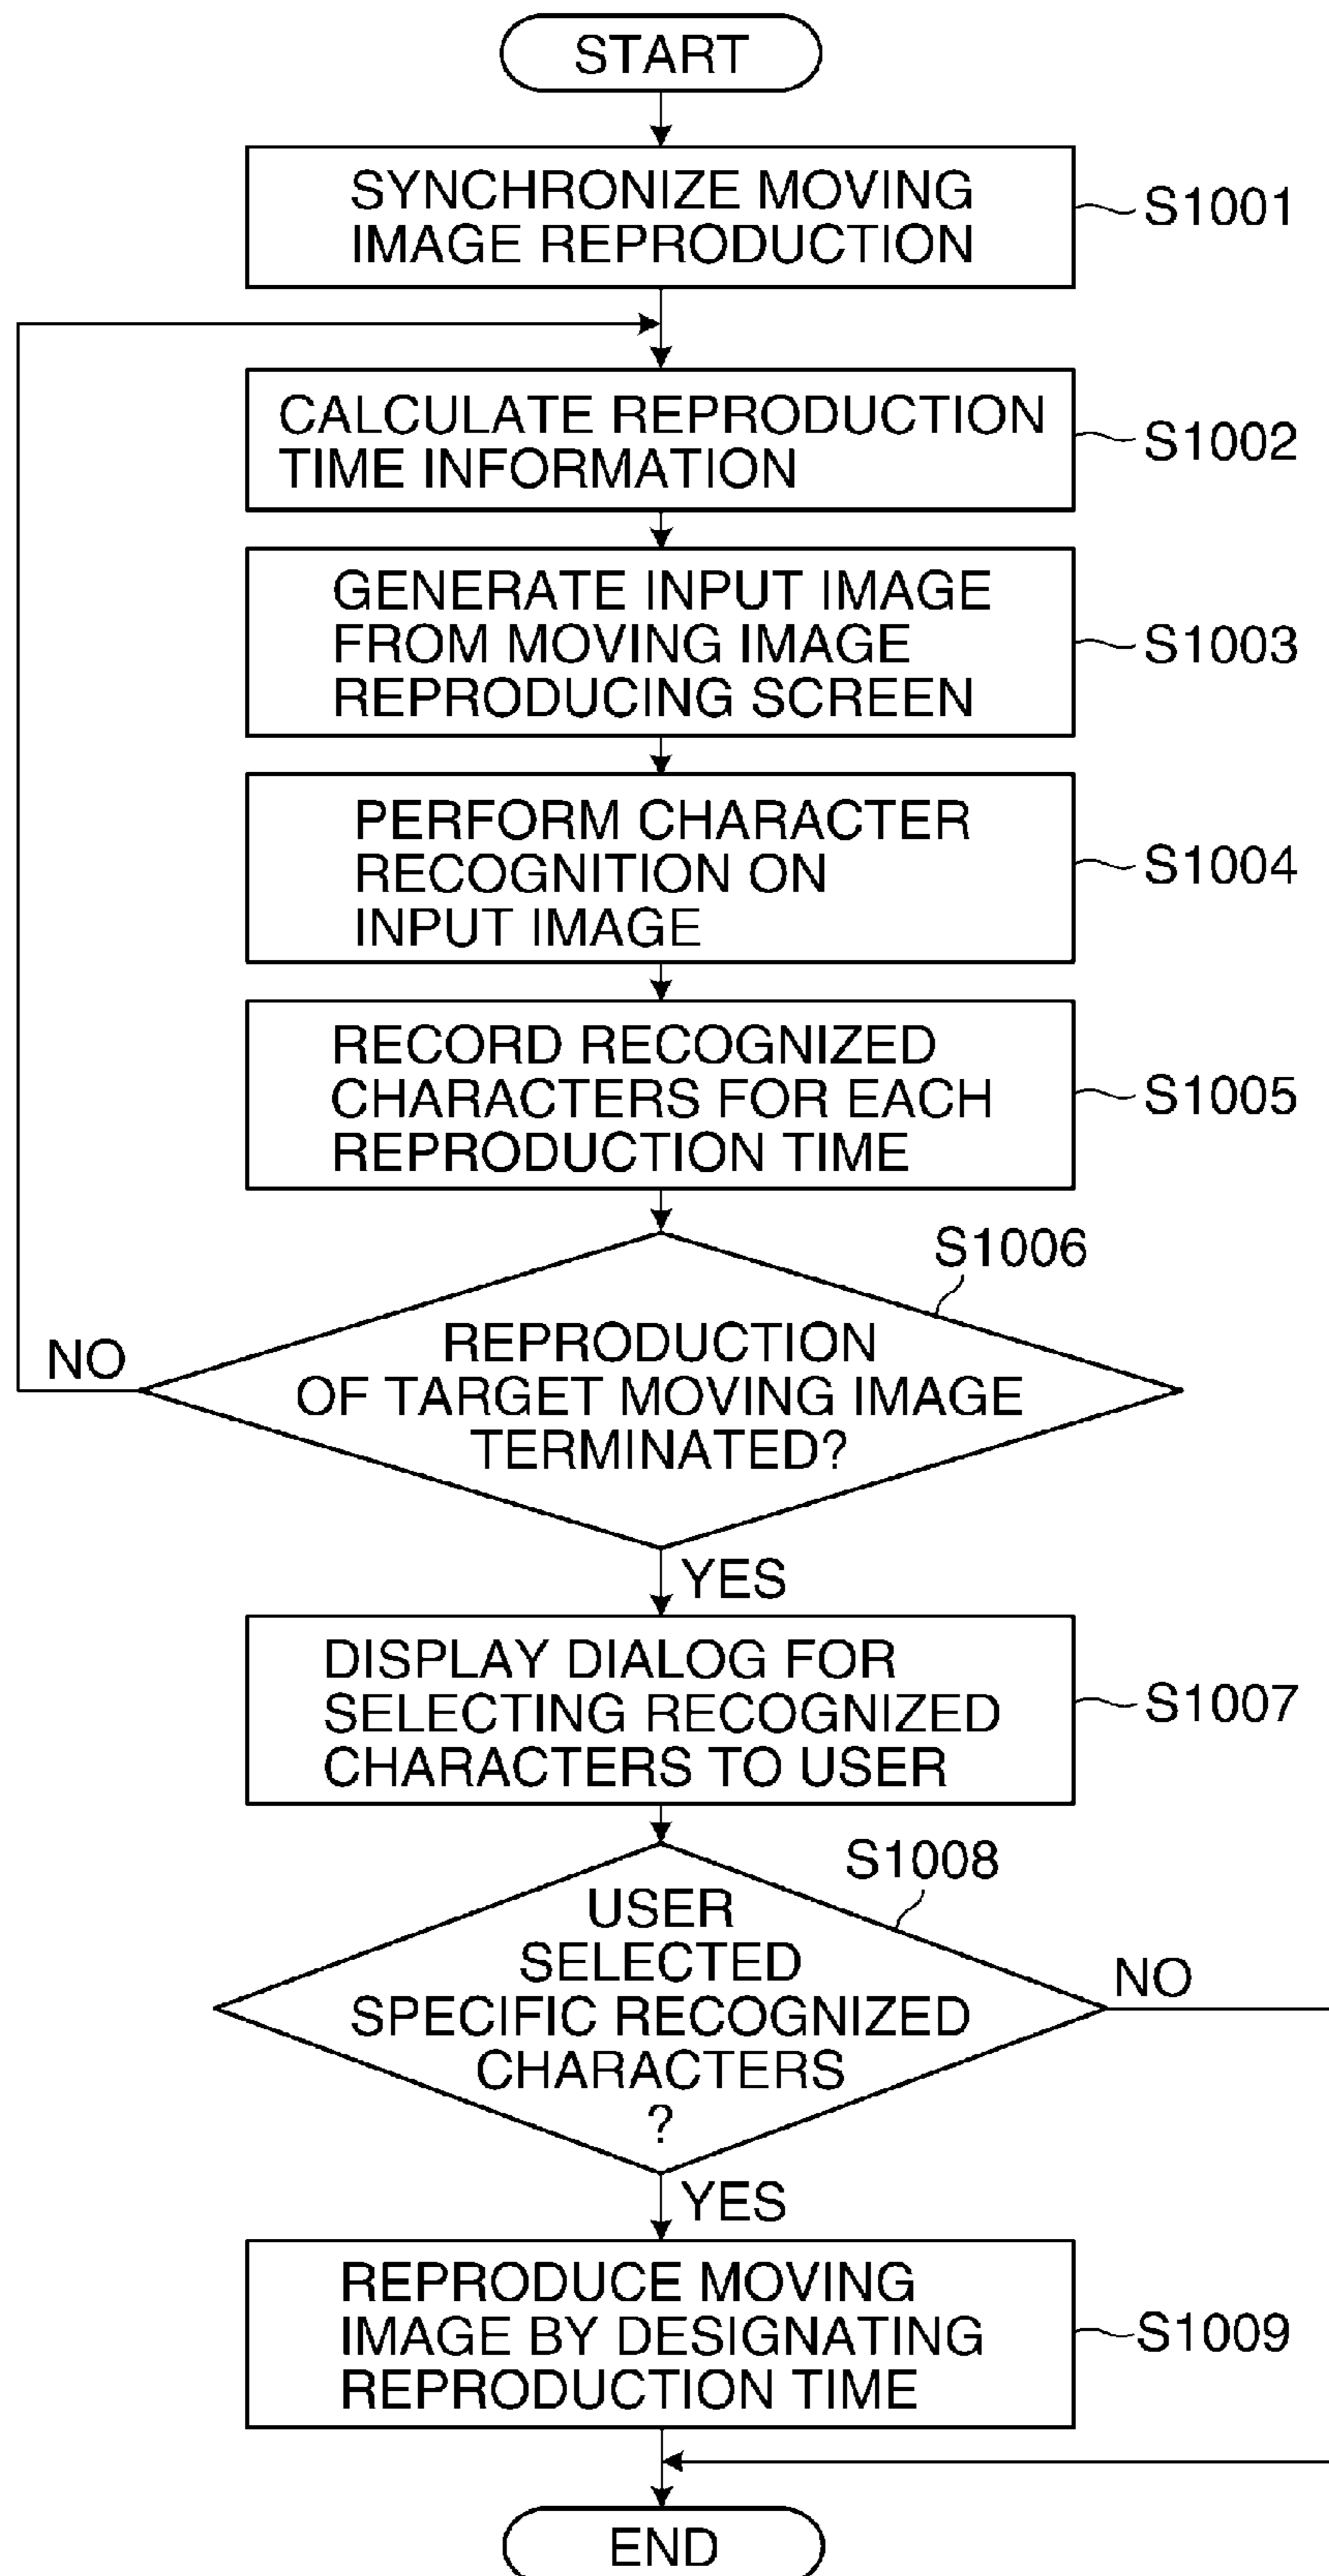 START
SYNCHRONIZE MOVING
IMAGE REPRODUCTION
S1001
CALCULATE REPRODUCTION
TIME INFORMATION
S1002
GENERATE INPUT IMAGE
FROM MOVING IMAGE
REPRODUCING SCREEN
S1003
PERFORM CHARACTER
RECOGNITION ON
INPUT IMAGE
S1004
RECORD RECOGNIZED
CHARACTERS FOR EACH
REPRODUCTION TIME
S1005
S1006
REPRODUCTION
OF TARGET MOVING IMAGE
TERMINATED?
NO
YES
DISPLAY DIALOG FOR
SELECTING RECOGNIZED
CHARACTERS TO USER
S1007
S1008
USER
SELECTED
SPECIFIC RECOGNIZED
CHARACTERS
?
NO
YES
REPRODUCE MOVING
IMAGE BY DESIGNATING
REPRODUCTION TIME
S1009
END